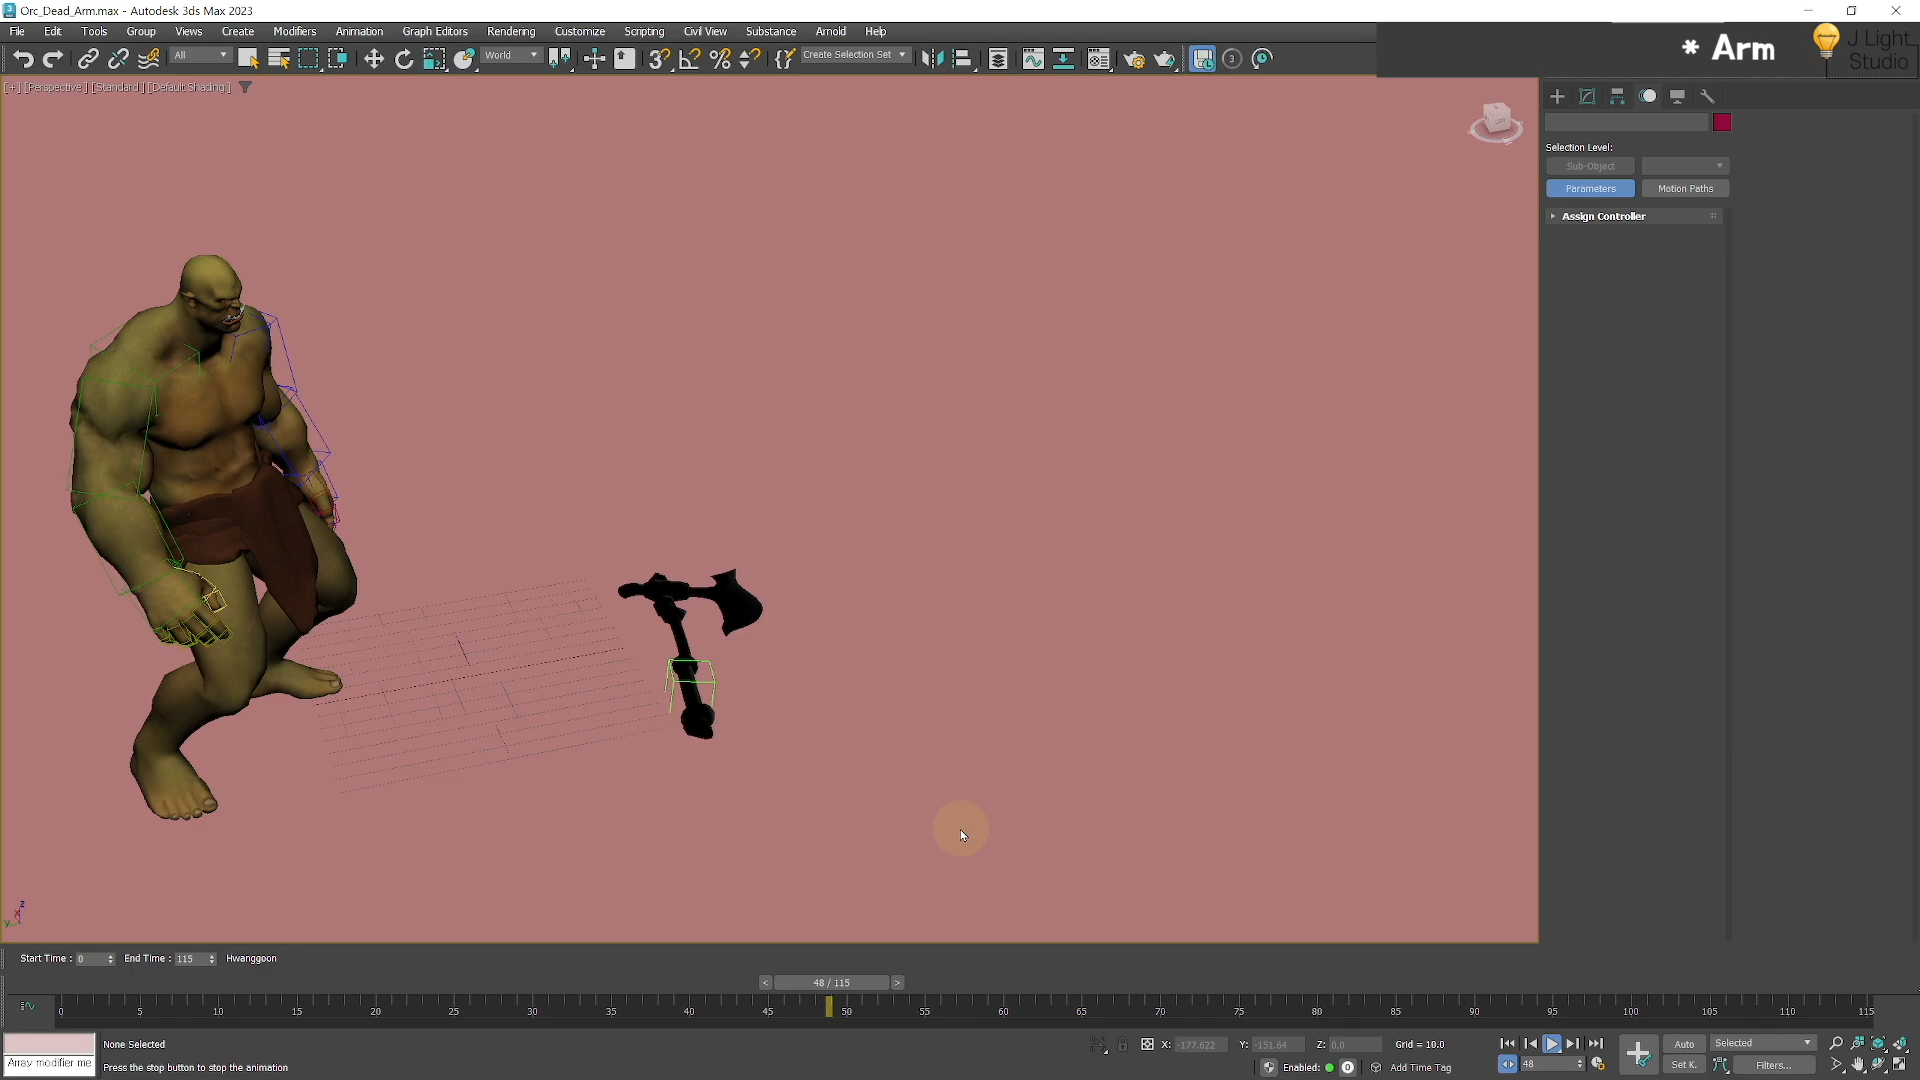 Orc_Dead_Arm.max - Autodesk 3ds Max 2023
File Edit Tools Group Views Create Modifiers Animation Graph Editors Rendering Customize Scripting Civil View Substance Arnold Help
* Arm
J Light
Studio
All
World
Create Selection Set
[+] [Perspective] [Standard] [Default Shading]
Selection Level:
Sub-Object
Parameters Motion Paths
Assign Controller
z
x
y
Start Time: 0 End Time: 115 Hwanggoon
< 48 / 115 >
0 5 10 15 20 25 30 35 40 45 50 55 60 65 70 75 80 85 90 95 100 105 110 115
None Selected
X: -177.622 Y: -151.64 Z: 0.0 Grid = 10.0
Auto Selected
Array modifier me
Press the stop button to stop the animation
Enabled: Add Time Tag
48
Set K. Filters...